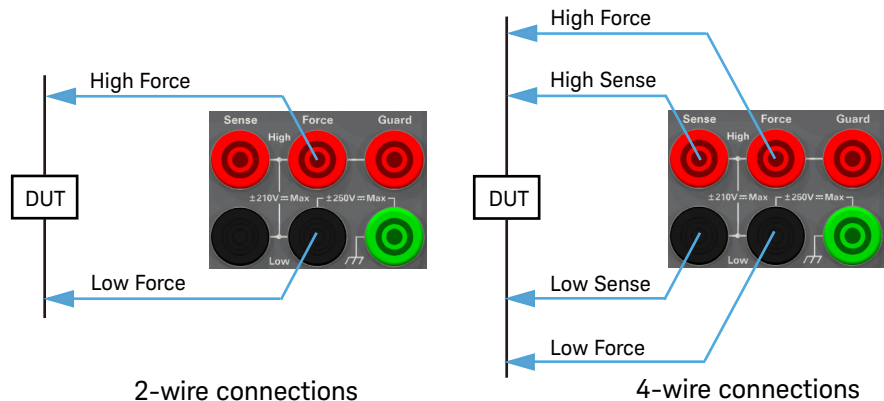 High Force
Sense Force Guard
High
±210V⎓Max ±250V⎓Max
DUT
Low
Low Force
2-wire connections
High Force
High Sense
Sense Force Guard
High
±210V⎓Max ±250V⎓Max
DUT
Low
Low Sense
Low Force
4-wire connections